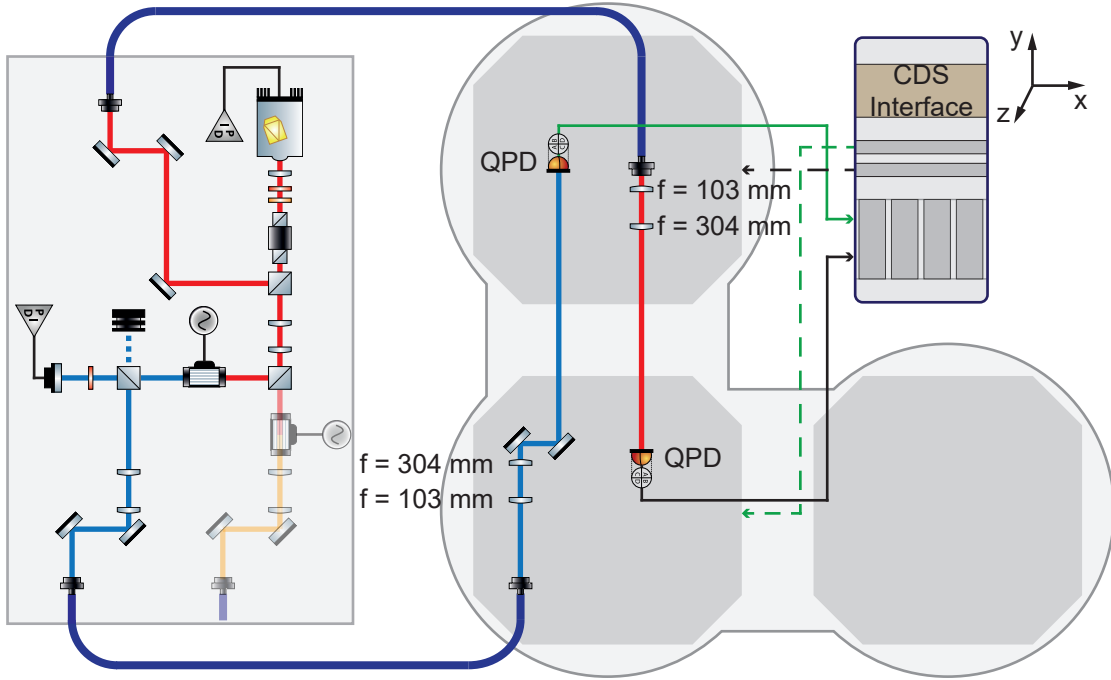 CDS
Interface
y
x
z
P
I
D
A B
C D
QPD
f = 103 mm
f = 304 mm
P
I
D
QPD
A B
C D
f = 304 mm
f = 103 mm